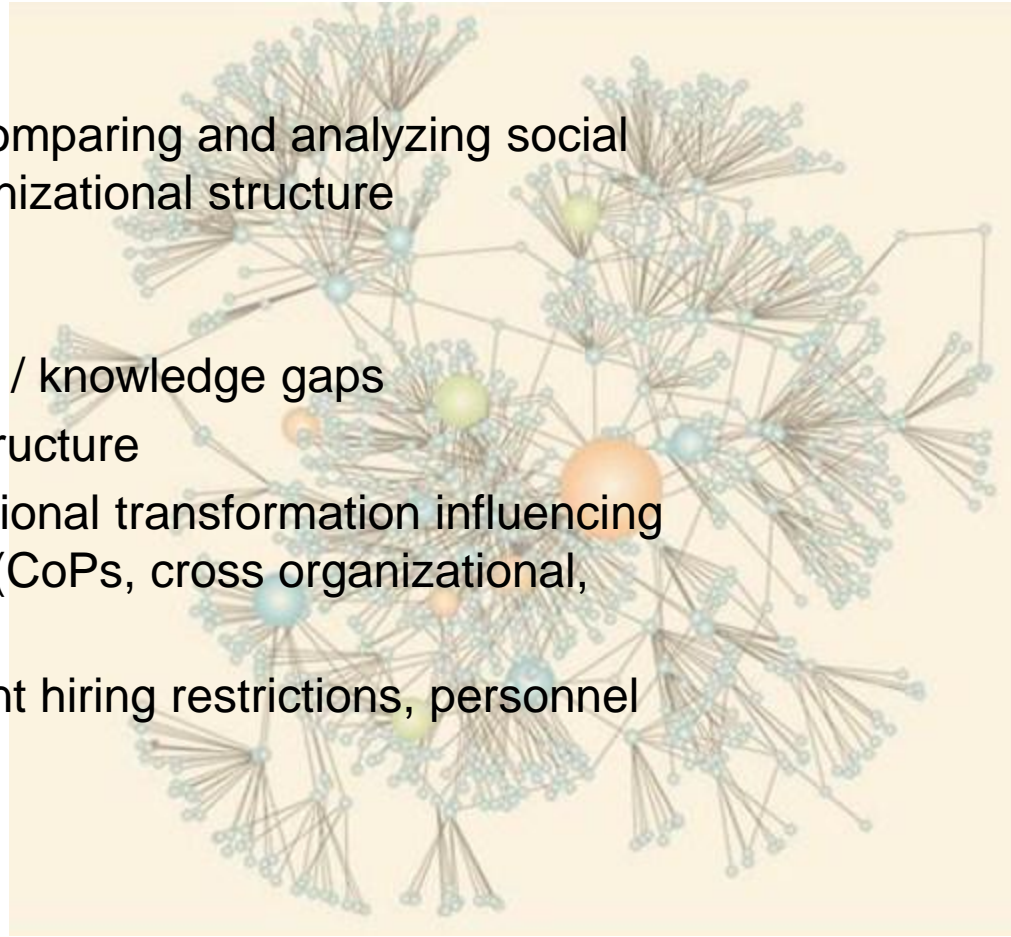 omparing and analyzing social
nizational structure
/ knowledge gaps
ructure
ional transformation influencing
(CoPs, cross organizational,
nt hiring restrictions, personnel